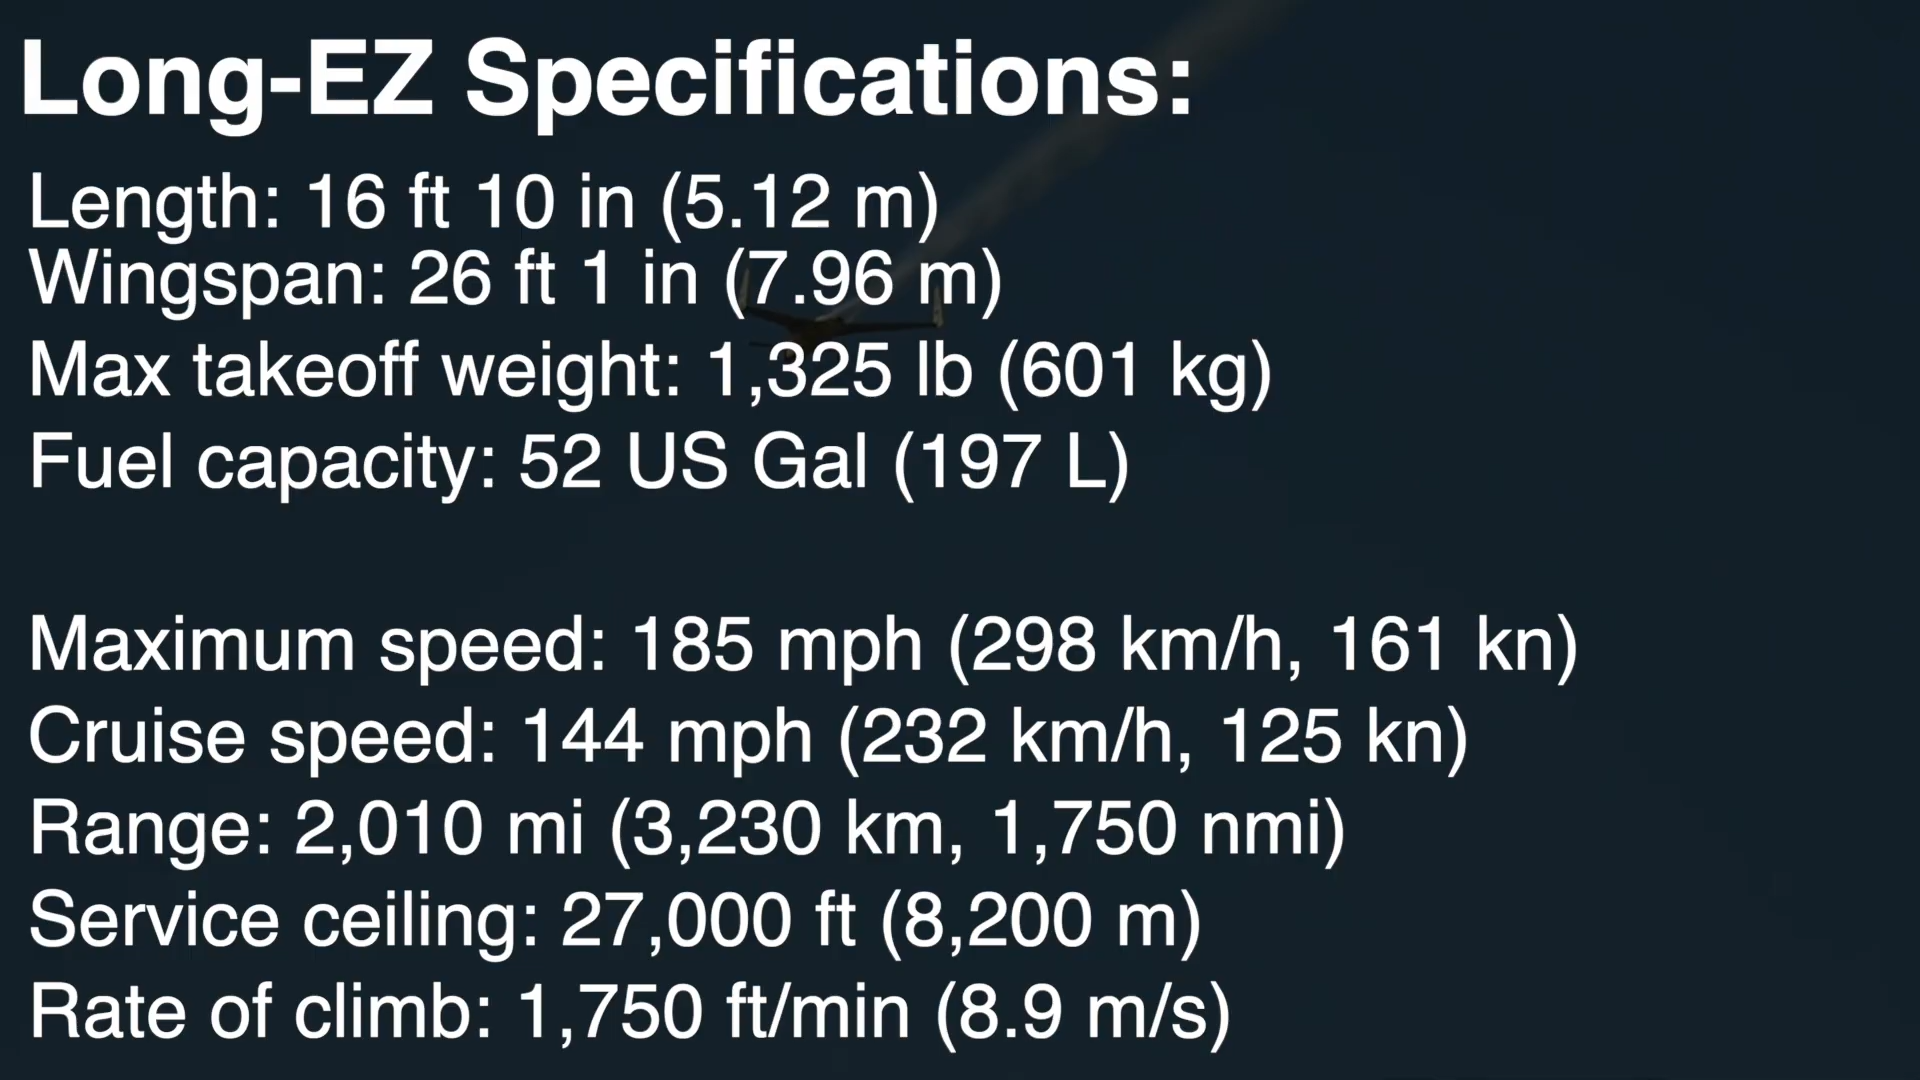 Long-EZ Specifications:
Length: 16 ft 10 in (5.12 m)
Wingspan: 26 ft 1 in (7.96 m)
Max takeoff weight: 1,325 lb (601 kg)
Fuel capacity: 52 US Gal (197 L)
Maximum speed: 185 mph (298 km/h, 161 kn)
Cruise speed: 144 mph (232 km/h, 125 kn)
Range: 2,010 mi (3,230 km, 1,750 nmi)
Service ceiling: 27,000 ft (8,200 m)
Rate of climb: 1,750 ft/min (8.9 m/s)